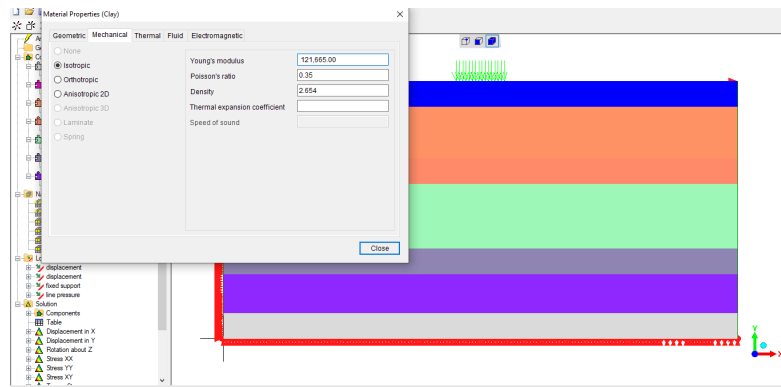 Material Properties (Clay)
Geometric Mechanical Thermal Fluid Electromagnetic
None
Isotropic
Orthotropic
Anisotropic 2D
Anisotropic 3D
Laminate
Spring
Young's modulus 121,665.00
Poisson's ratio 0.35
Density 2.654
Thermal expansion coefficient
Speed of sound
Close
displacement
displacement
fixed support
line pressure
Solution
Components
Table
Displacement in X
Displacement in Y
Rotation about Z
Stress XX
Stress YY
Stress XY
Y
X